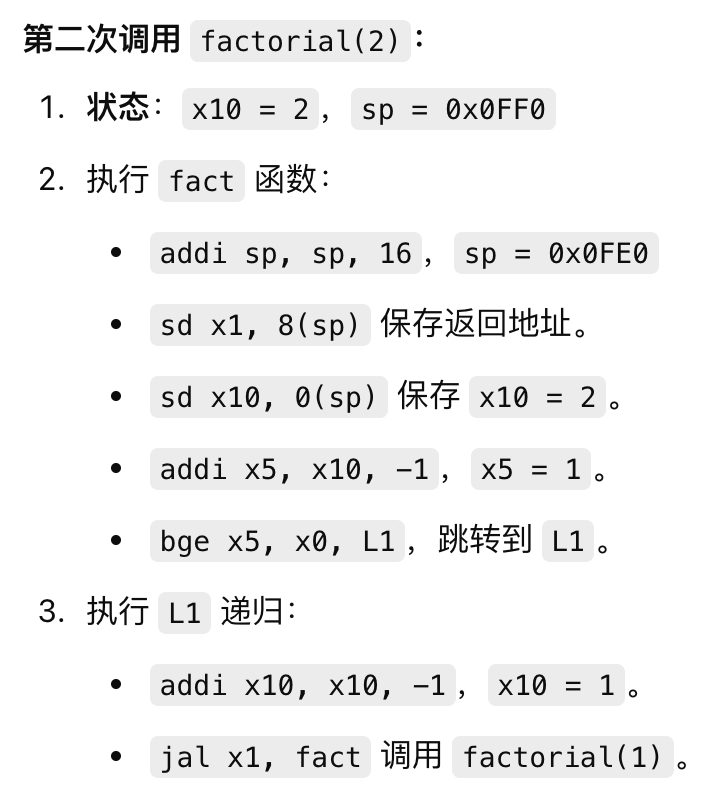 第二次调用 factorial(2)：
1. 状态： x10 = 2， sp = 0x0FF0
2. 执行 fact 函数：
• addi sp, sp, 16， sp = 0x0FE0
• sd x1, 8(sp) 保存返回地址。
• sd x10, 0(sp) 保存 x10 = 2。
• addi x5, x10, -1， x5 = 1。
• bge x5, x0, L1，跳转到 L1。
3. 执行 L1 递归：
• addi x10, x10, -1， x10 = 1。
• jal x1, fact 调用 factorial(1)。